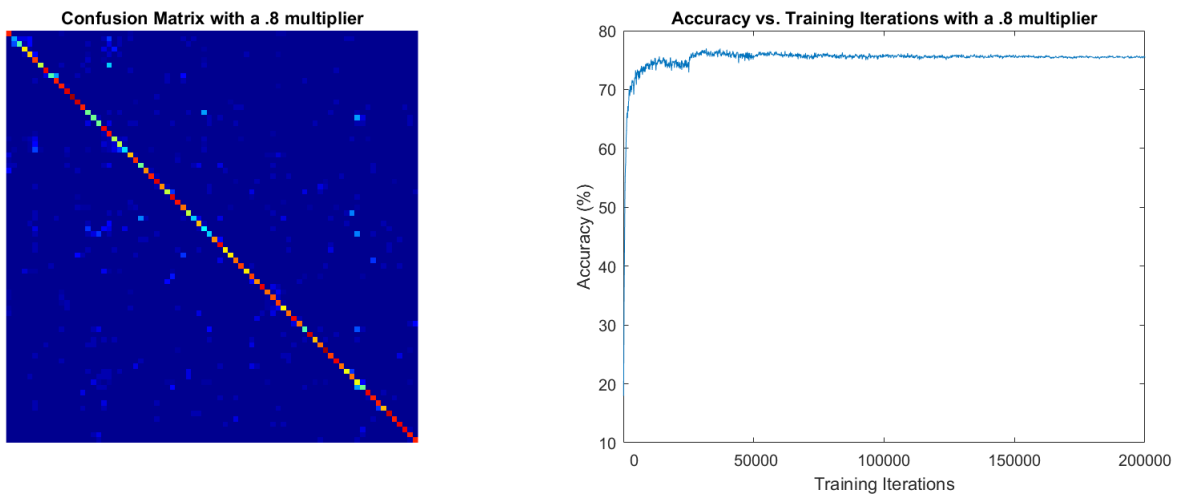 Confusion Matrix with a .8 multiplier
Accuracy vs. Training Iterations with a .8 multiplier
80
70
60
50
40
30
20
10
Accuracy (%)
0 50000 100000 150000 200000
Training Iterations